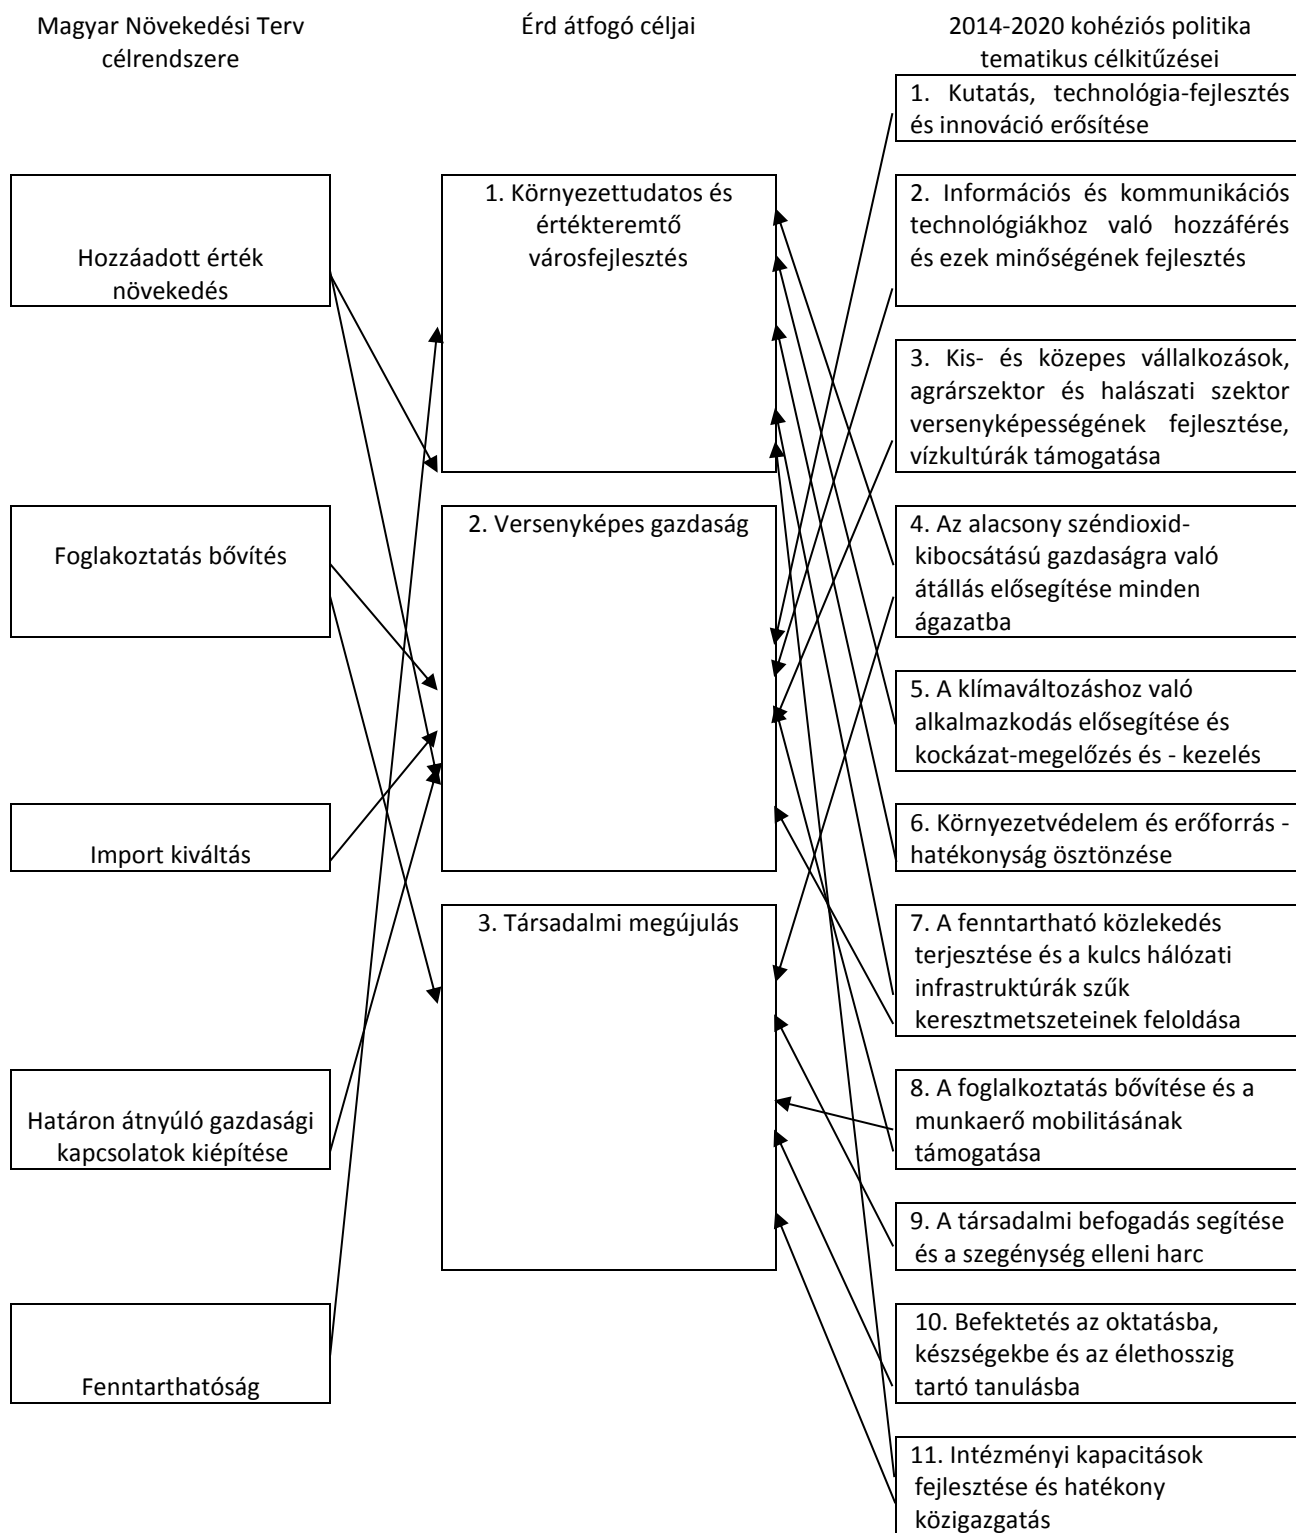 Magyar Növekedési Terv
célrendszere
Hozzáadott érték
növekedés
Foglakoztatás bővítés
Import kiváltás
Határon átnyúló gazdasági
kapcsolatok kiépítése
Fenntarthatóság
Érd átfogó céljai
1. Környezettudatos és
értékteremtő
városfejlesztés
2. Versenyképes gazdaság
3. Társadalmi megújulás
2014-2020 kohéziós politika
tematikus célkitűzései
1. Kutatás, technológia-fejlesztés
és innováció erősítése
2. Információs és kommunikációs
technológiákhoz való hozzáférés
és ezek minőségének fejlesztés
3. Kis- és közepes vállalkozások,
agrárszektor és halászati szektor
versenyképességének fejlesztése,
vízkultúrák támogatása
4. Az alacsony széndioxid-
kibocsátású gazdaságra való
átállás elősegítése minden
ágazatba
5. A klímaváltozáshoz való
alkalmazkodás elősegítése és
kockázat-megelőzés és - kezelés
6. Környezetvédelem és erőforrás -
hatékonyság ösztönzése
7. A fenntartható közlekedés
terjesztése és a kulcs hálózati
infrastruktúrák szűk
keresztmetszeteinek feloldása
8. A foglalkoztatás bővítése és a
munkaerő mobilitásának
támogatása
9. A társadalmi befogadás segítése
és a szegénység elleni harc
10. Befektetés az oktatásba,
készségekbe és az élethosszig
tartó tanulásba
11. Intézményi kapacitások
fejlesztése és hatékony
közigazgatás